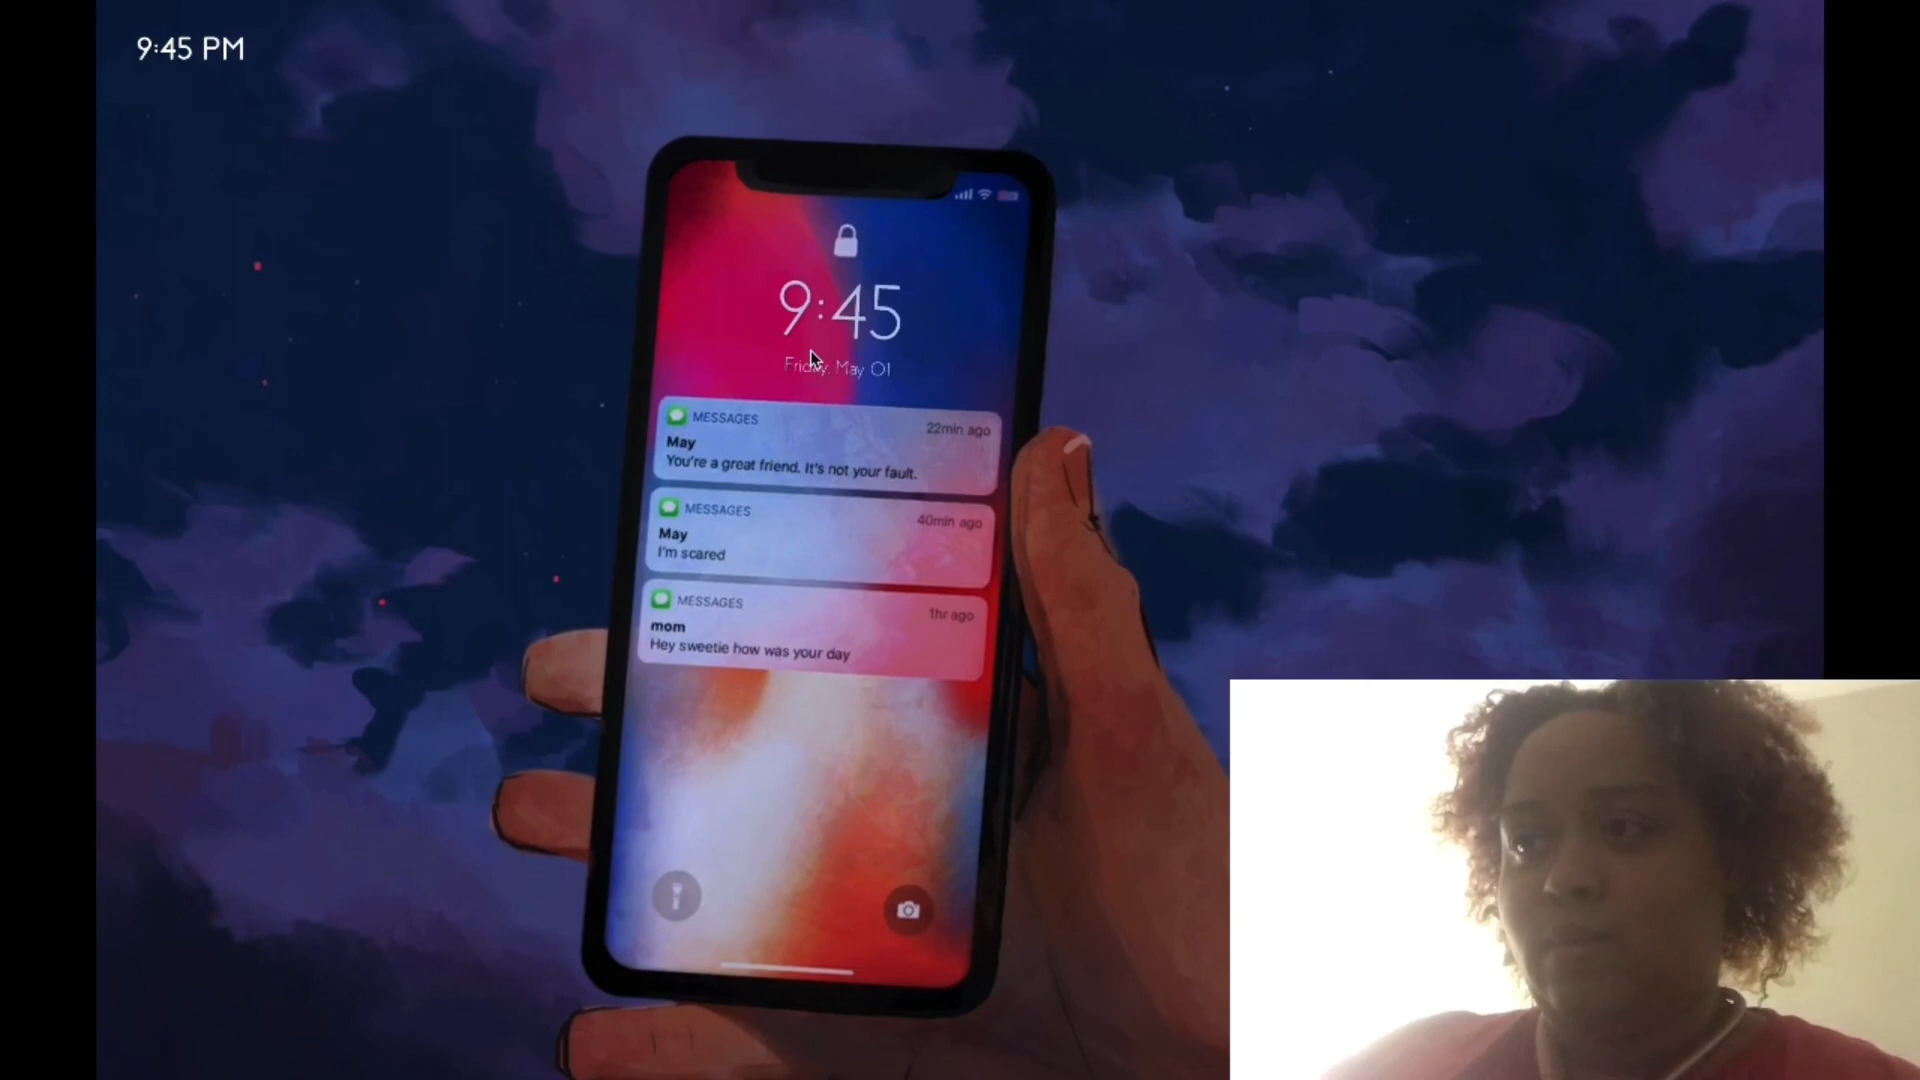 9:45 PM
9:45
Friday, May 01
MESSAGES
22min ago
May
You're a great friend. It's not your fault.
MESSAGES
40min ago
May
I'm scared
MESSAGES
1hr ago
mom
Hey sweetie how was your day